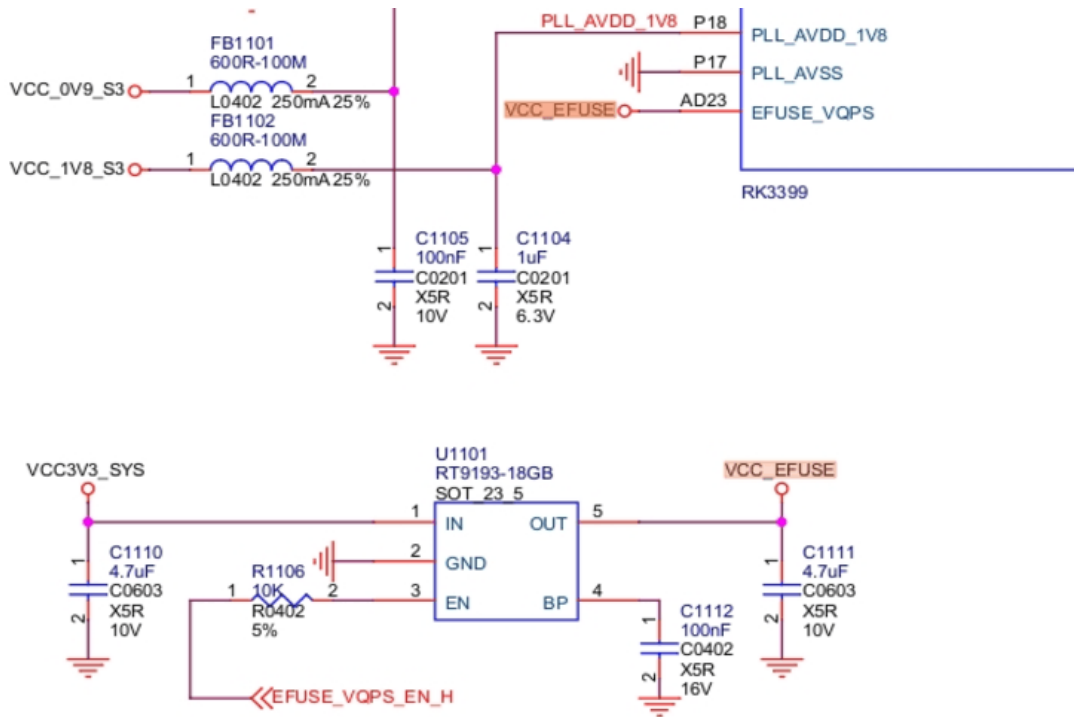 PLL_AVDD_1V8 P18
PLL_AVDD_1V8
FB1101
600R-100M
P17
PLL_AVSS
VCC_0V9_S3 1 2
L0402 250mA 25%
VCC_EFUSE AD23
EFUSE_VQPS
FB1102
600R-100M
VCC_1V8_S3 1 2
L0402 250mA 25%
RK3399
1
C1105
100nF
C0201
X5R
10V
2
1
C1104
1uF
C0201
X5R
6.3V
2
VCC3V3_SYS
U1101
RT9193-18GB
SOT_23_5
VCC_EFUSE
1 IN OUT 5
2 GND
3 EN BP 4
1
C1110
4.7uF
C0603
X5R
10V
2
R1106
1 10K 2
R0402
5%
1
C1112
100nF
C0402
X5R
16V
2
1
C1111
4.7uF
C0603
X5R
10V
2
EFUSE_VQPS_EN_H